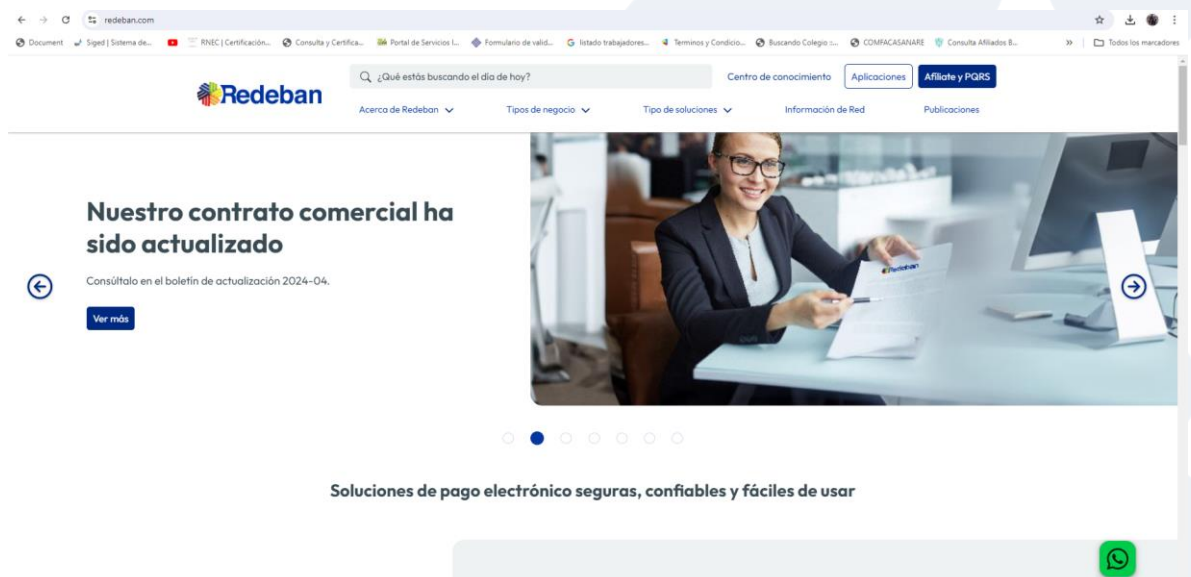 redeban.com
Document
Siged | Sistema de...
RNEC | Certificación...
Consulta y Certifica...
Portal de Servicios I...
Formulario de valid...
listado trabajadores...
Terminos y Condicio...
Buscando Colegio ::...
COMFACASANARE
Consulta Afiliados B...
»
Todos los marcadores
Redeban
¿Qué estás buscando el día de hoy?
Centro de conocimiento
Aplicaciones
Afíliate y PQRS
Acerca de Redeban
Tipos de negocio
Tipo de soluciones
Información de Red
Publicaciones
Nuestro contrato comercial ha
sido actualizado
Consúltalo en el boletín de actualización 2024-04.
Ver más
Redeban
Soluciones de pago electrónico seguras, confiables y fáciles de usar